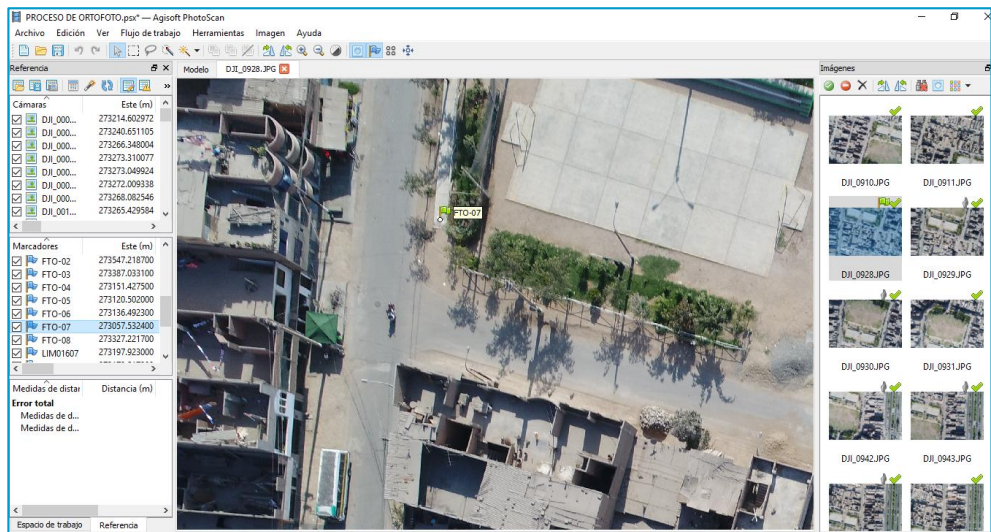 PROCESO DE ORTOFOTO.psx* — Agisoft PhotoScan
Archivo Edición Ver Flujo de trabajo Herramientas Imagen Ayuda
Referencia
Cámaras Este (m)
DJI_000... 273214.602972
DJI_000... 273240.651105
DJI_000... 273266.348004
DJI_000... 273273.310077
DJI_000... 273273.049924
DJI_000... 273272.009338
DJI_000... 273268.082546
DJI_001... 273265.429584
Marcadores Este (m)
FTO-02 273547.218700
FTO-03 273387.033100
FTO-04 273151.427500
FTO-05 273120.502000
FTO-06 273136.492300
FTO-07 273057.532400
FTO-08 273327.221700
LIM01607 273197.923000
Medidas de distar Distancia (m)
Error total
Medidas de d...
Medidas de d...
Espacio de trabajo Referencia
Modelo DJI_0928.JPG
FTO-07
Imágenes
DJI_0910.JPG DJI_0911.JPG
DJI_0928.JPG DJI_0929.JPG
DJI_0930.JPG DJI_0931.JPG
DJI_0942.JPG DJI_0943.JPG